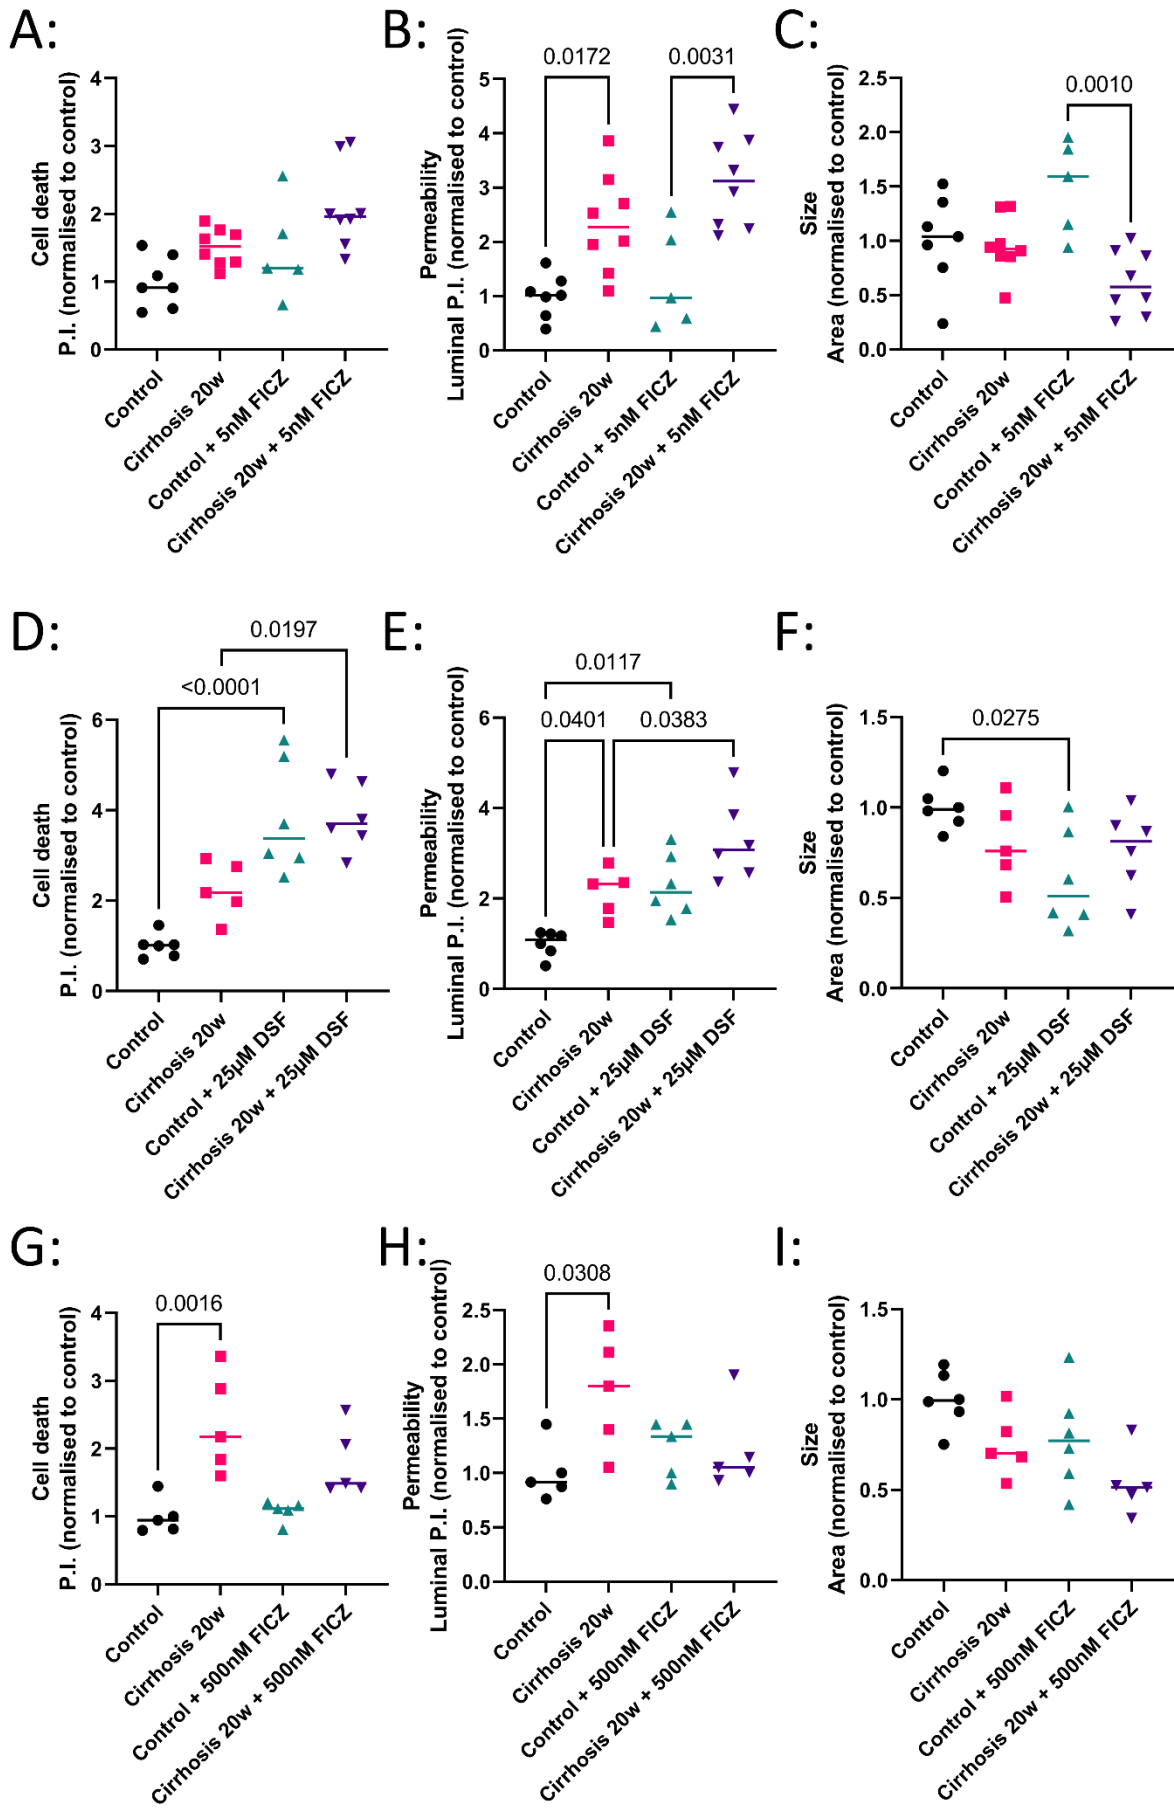 A:
Cell death
P.I. (normalised to control)
4
3
2
1
0
Control
Cirrhosis 20w
Control + 5nM FICZ
Cirrhosis 20w + 5nM FICZ
B:
Permeability
Luminal P.I. (normalised to control)
0.0172
0.0031
5
4
3
2
1
0
Control
Cirrhosis 20w
Control + 5nM FICZ
Cirrhosis 20w + 5nM FICZ
C:
Size
Area (normalised to control)
0.0010
2.5
2.0
1.5
1.0
0.5
0.0
Control
Cirrhosis 20w
Control + 5nM FICZ
Cirrhosis 20w + 5nM FICZ
D:
Cell death
P.I. (normalised to control)
0.0197
<0.0001
6
4
2
0
Control
Cirrhosis 20w
Control + 25µM DSF
Cirrhosis 20w + 25µM DSF
E:
Permeability
Luminal P.I. (normalised to control)
0.0117
0.0401
0.0383
6
4
2
0
Control
Cirrhosis 20w
Control + 25µM DSF
Cirrhosis 20w + 25µM DSF
F:
Size
Area (normalised to control)
0.0275
1.5
1.0
0.5
0.0
Control
Cirrhosis 20w
Control + 25µM DSF
Cirrhosis 20w + 25µM DSF
G:
Cell death
P.I. (normalised to control)
0.0016
4
3
2
1
0
Control
Cirrhosis 20w
Control + 500nM FICZ
Cirrhosis 20w + 500nM FICZ
H:
Permeability
Luminal P.I. (normalised to control)
0.0308
2.5
2.0
1.5
1.0
0.5
0.0
Control
Cirrhosis 20w
Control + 500nM FICZ
Cirrhosis 20w + 500nM FICZ
I:
Size
Area (normalised to control)
1.5
1.0
0.5
0.0
Control
Cirrhosis 20w
Control + 500nM FICZ
Cirrhosis 20w + 500nM FICZ